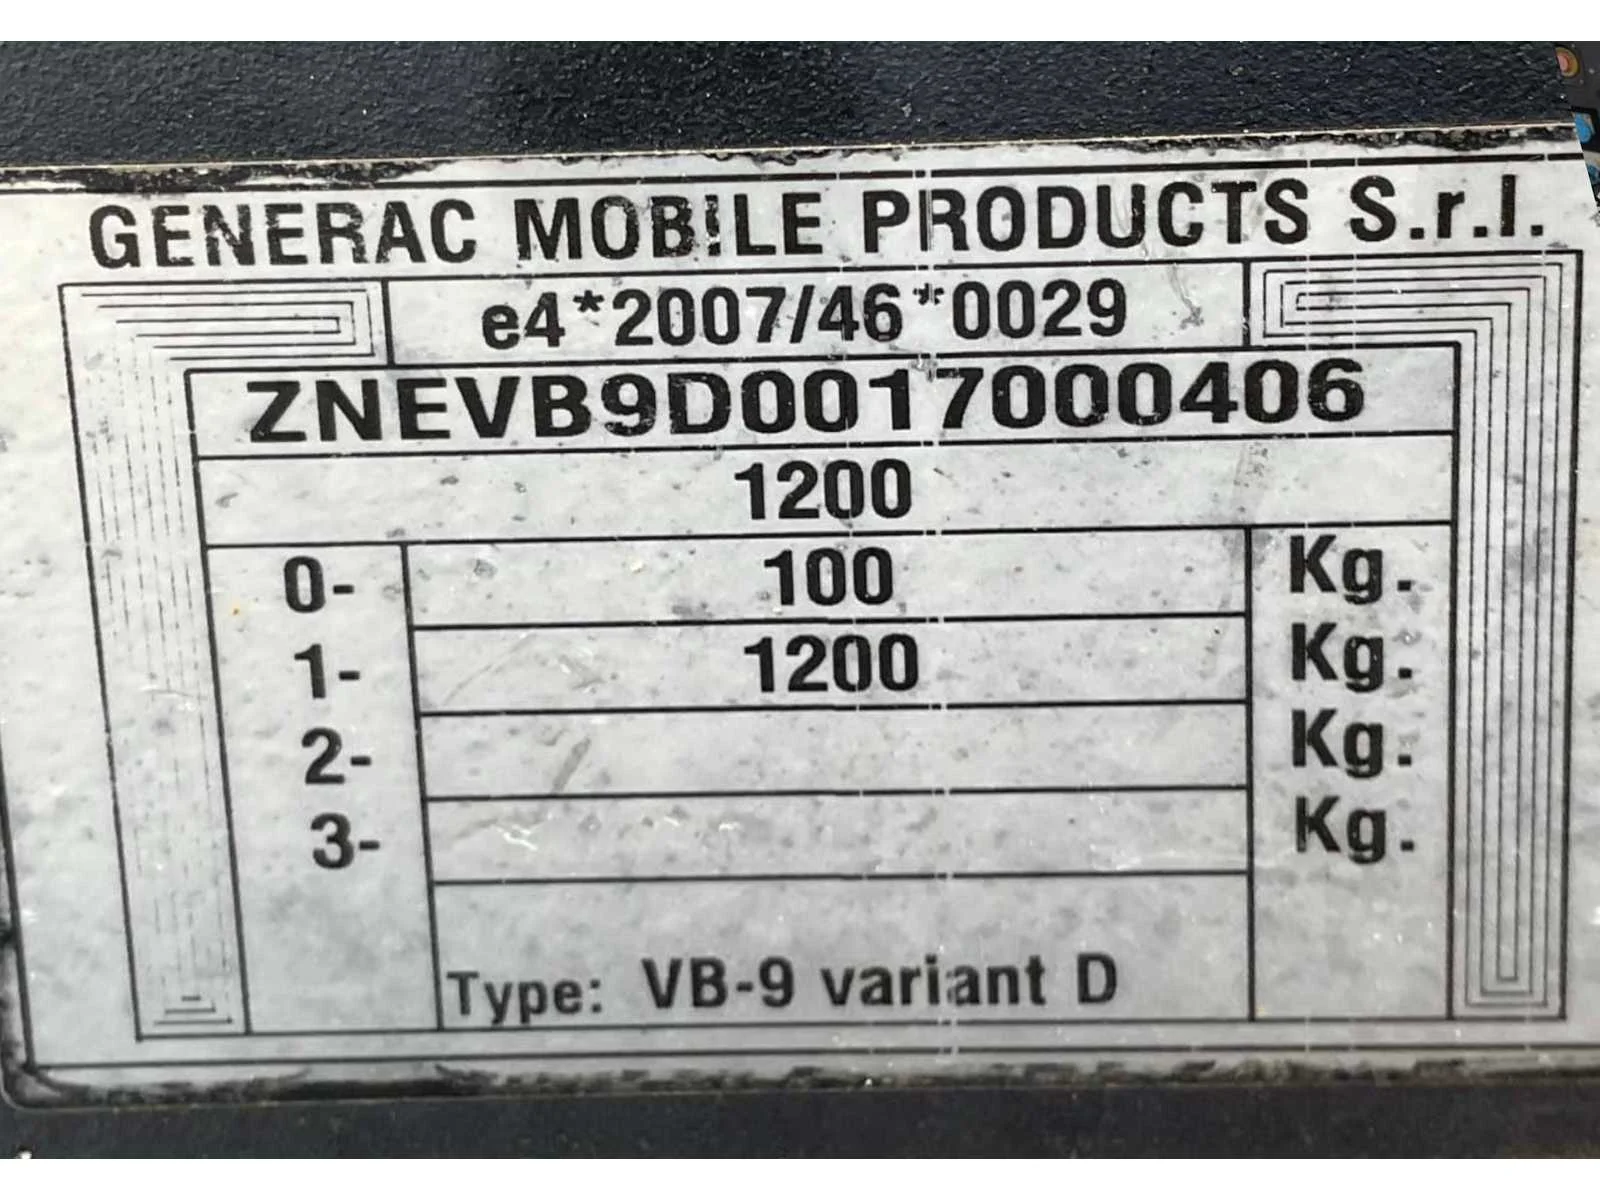 GENERAC MOBILE PRODUCTS S.r.l.
e4*2007/46*0029
ZNEVB9D0017000406
1200
0- 100 Kg.
1- 1200 Kg.
2- Kg.
3- Kg.
Type: VB-9 variant D